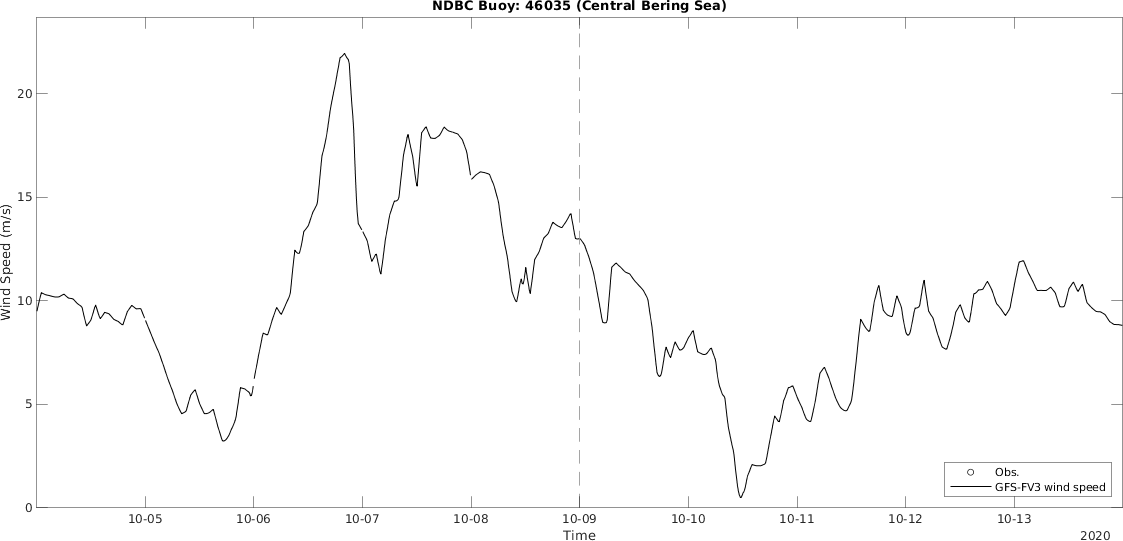 NDBC Buoy: 46035 (Central Bering Sea)
Wind Speed (m/s)
20
15
10
5
0
10-05 10-06 10-07 10-08 10-09 10-10 10-11 10-12 10-13
Time
2020
Obs.
GFS-FV3 wind speed